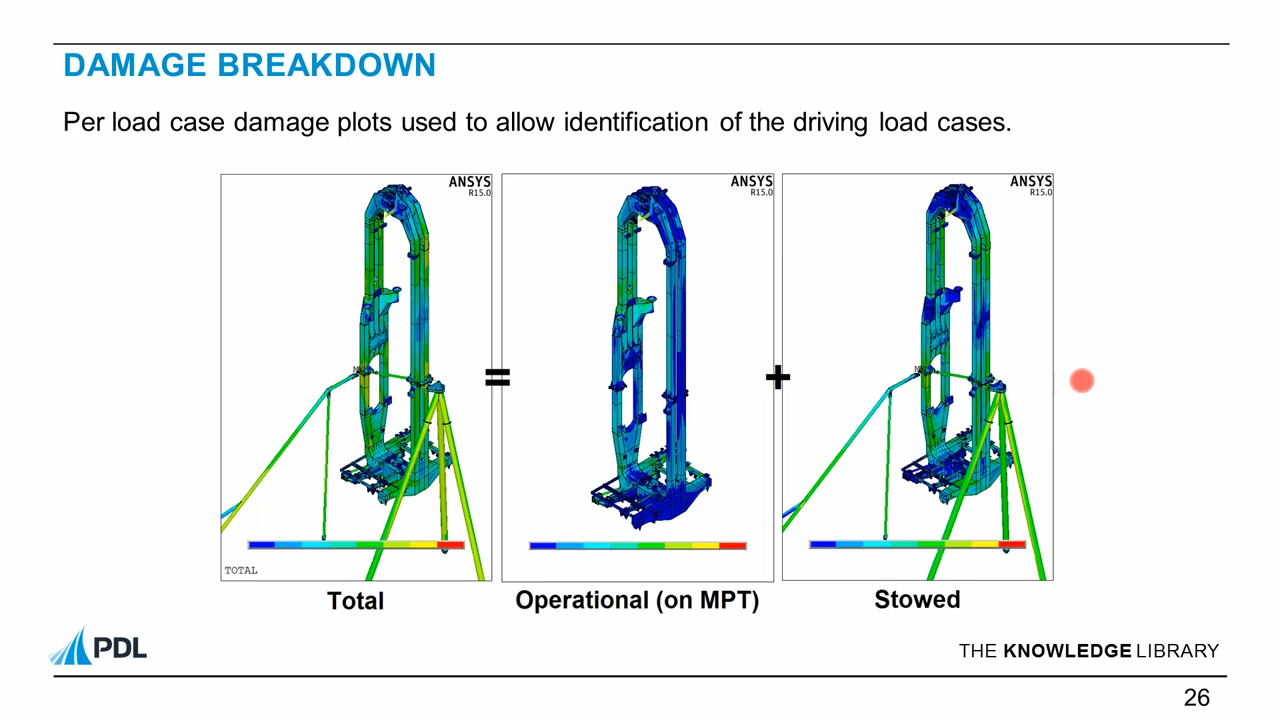 DAMAGE BREAKDOWN
Per load case damage plots used to allow identification of the driving load cases.
ANSYS
R15.0
ANSYS
R15.0
ANSYS
R15.0
=
+
TOTAL
Total
Operational (on MPT)
Stowed
PDL
THE KNOWLEDGE LIBRARY
26